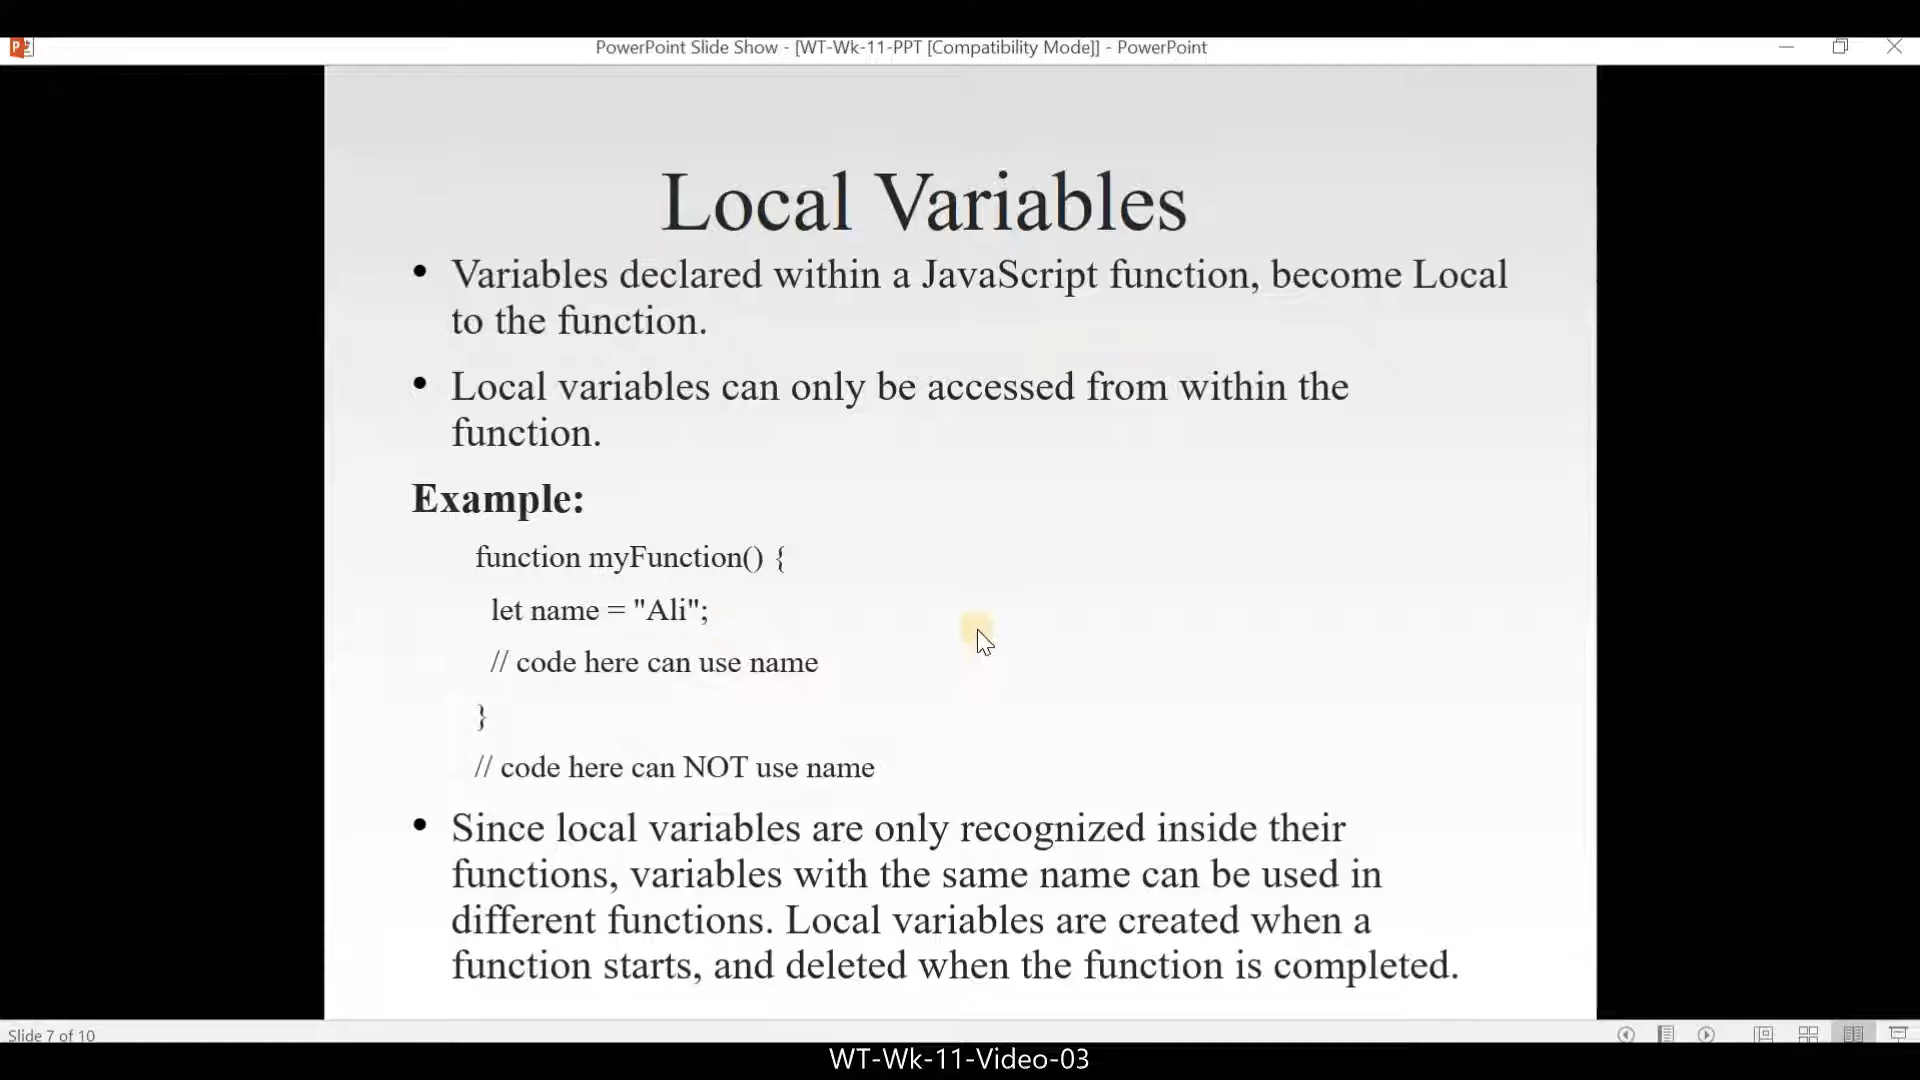 PowerPoint Slide Show - [WT-Wk-11-PPT [Compatibility Mode]] - PowerPoint
Local Variables
• Variables declared within a JavaScript function, become Local
to the function.
• Local variables can only be accessed from within the
function.
Example:
function myFunction() {
let name = "Ali";
// code here can use name
}
// code here can NOT use name
• Since local variables are only recognized inside their
functions, variables with the same name can be used in
different functions. Local variables are created when a
function starts, and deleted when the function is completed.
Slide 7 of 10
WT-Wk-11-Video-03